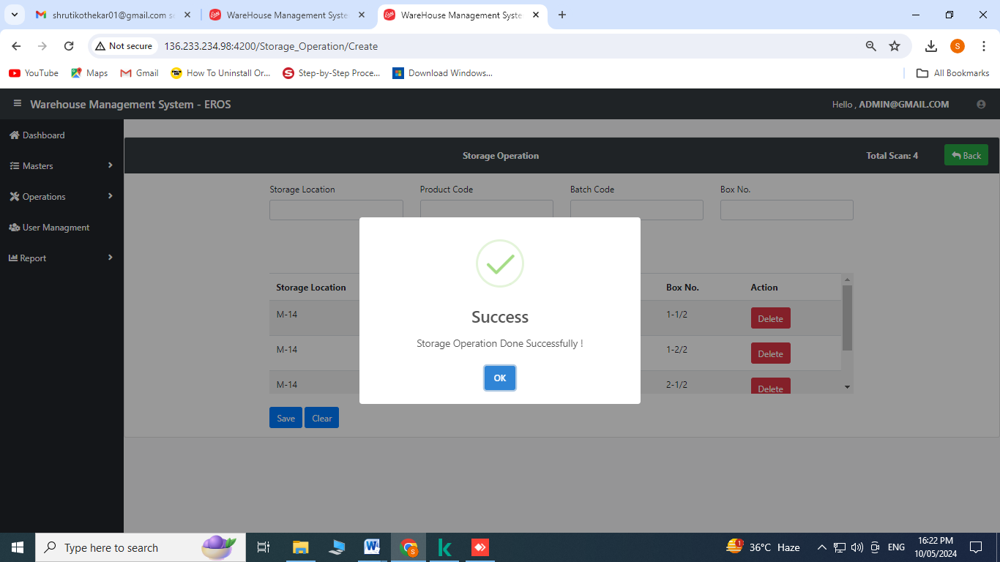 shrutikothekar01@gmail.com se
WareHouse Management Syste
WareHouse Management Syste
Not secure
136.233.234.98:4200/Storage_Operation/Create
S
YouTube
Maps
Gmail
How To Uninstall Or...
Step-by-Step Proce...
Download Windows...
All Bookmarks
Warehouse Management System - EROS
Hello , ADMIN@GMAIL.COM
Dashboard
Masters
Operations
User Managment
Report
Storage Operation
Total Scan: 4
Back
Storage Location
Product Code
Batch Code
Box No.
Storage Location
Box No.
Action
M-14
1-1/2
Delete
M-14
1-2/2
Delete
M-14
2-1/2
Delete
Success
Storage Operation Done Successfully !
OK
Save
Clear
Type here to search
1
36°C Haze
ENG
16:22 PM
10/05/2024